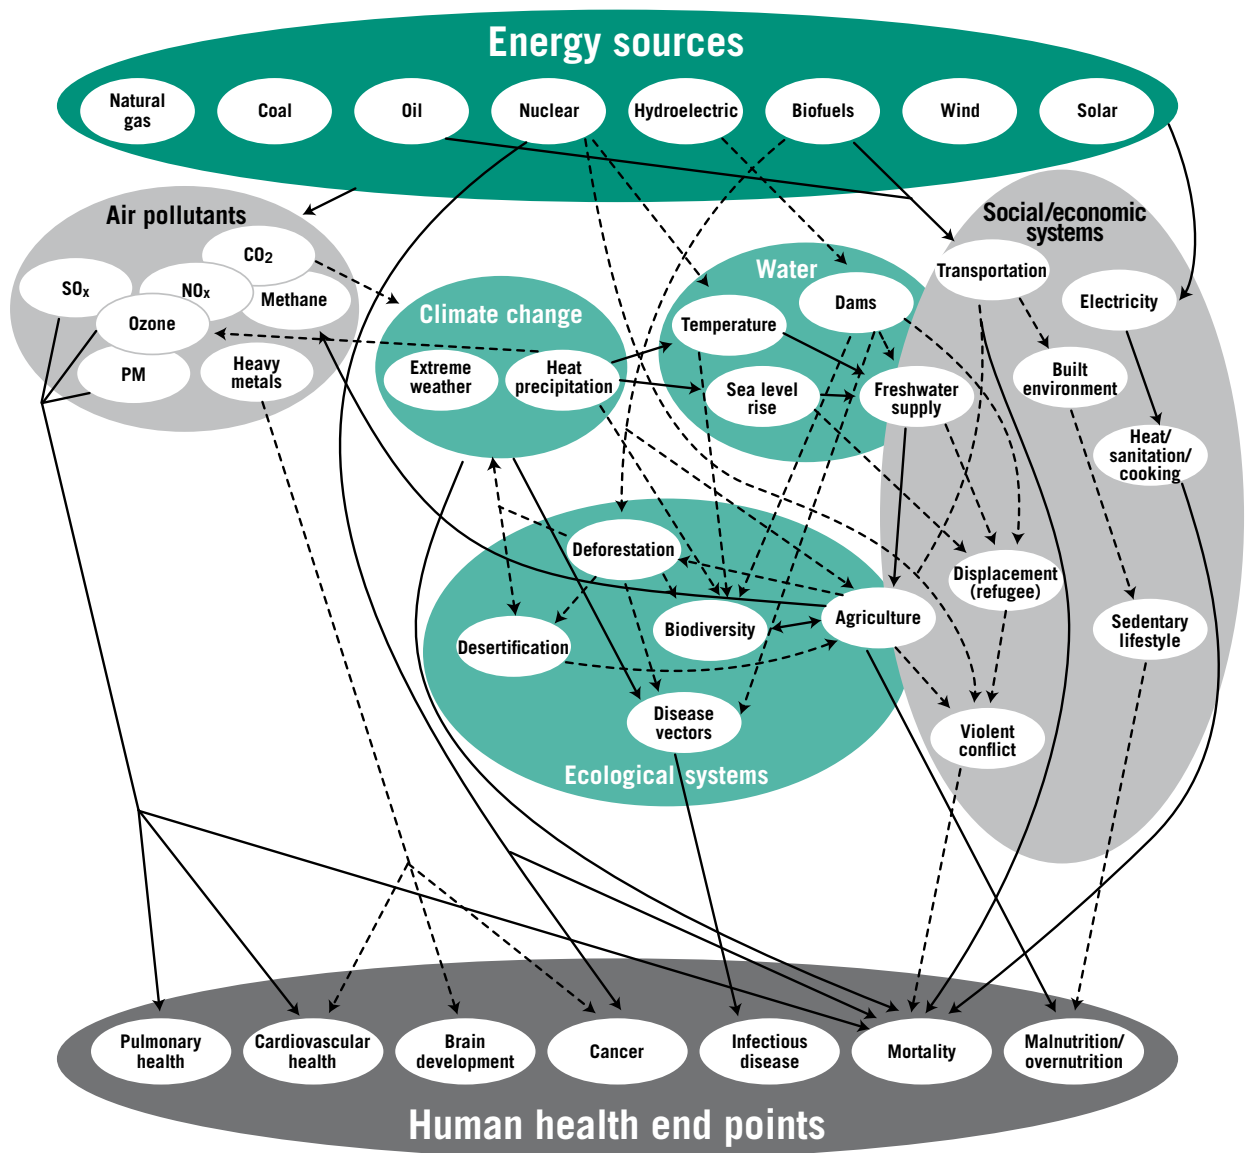 Energy sources
Natural
gas
Coal
Oil
Nuclear
Hydroelectric
Biofuels
Wind
Solar
Air pollutants
CO₂
SOₓ
NOₓ
Methane
Ozone
PM
Heavy
metals
Climate change
Extreme
weather
Heat
precipitation
Water
Dams
Temperature
Sea level
rise
Freshwater
supply
Social/economic
systems
Transportation
Electricity
Built
environment
Heat/
sanitation/
cooking
Displacement
(refugee)
Sedentary
lifestyle
Violent
conflict
Deforestation
Biodiversity
Agriculture
Desertification
Disease
vectors
Ecological systems
Pulmonary
health
Cardiovascular
health
Brain
development
Cancer
Infectious
disease
Mortality
Malnutrition/
overnutrition
Human health end points